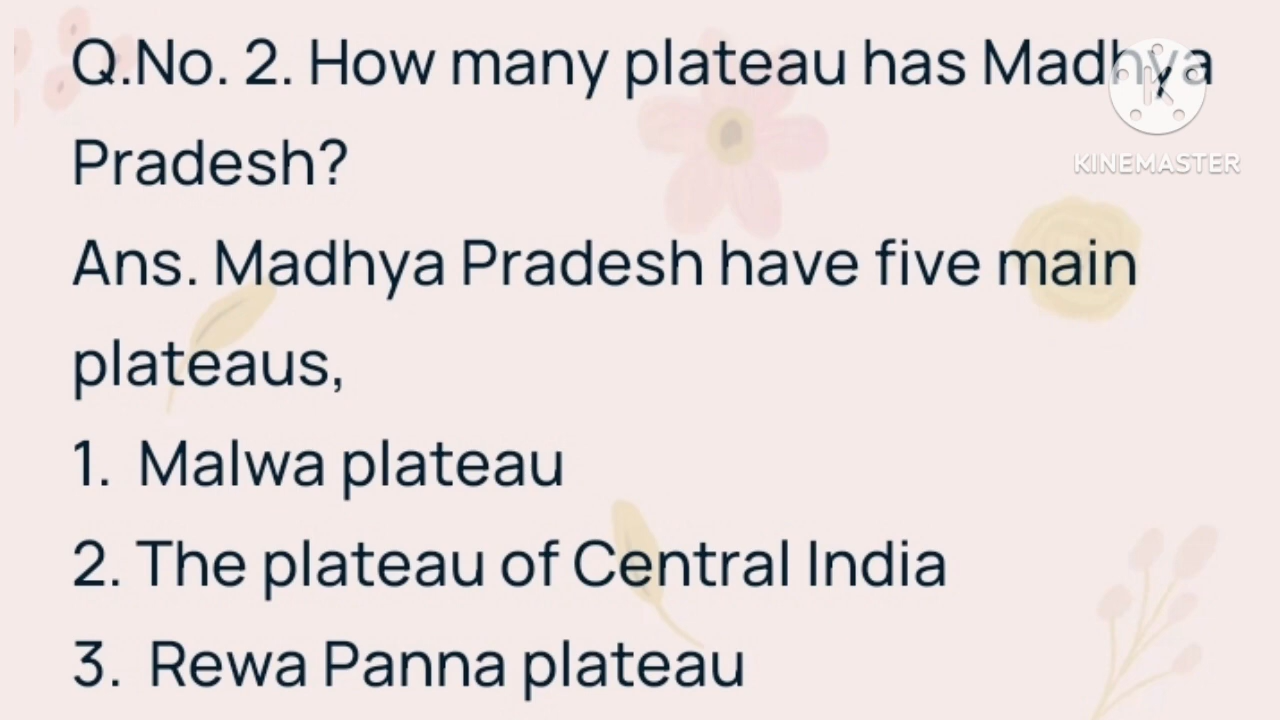 Q.No. 2. How many plateau has Madhya
Pradesh?
KINEMASTER
Ans. Madhya Pradesh have five main
plateaus,
1. Malwa plateau
2. The plateau of Central India
3. Rewa Panna plateau